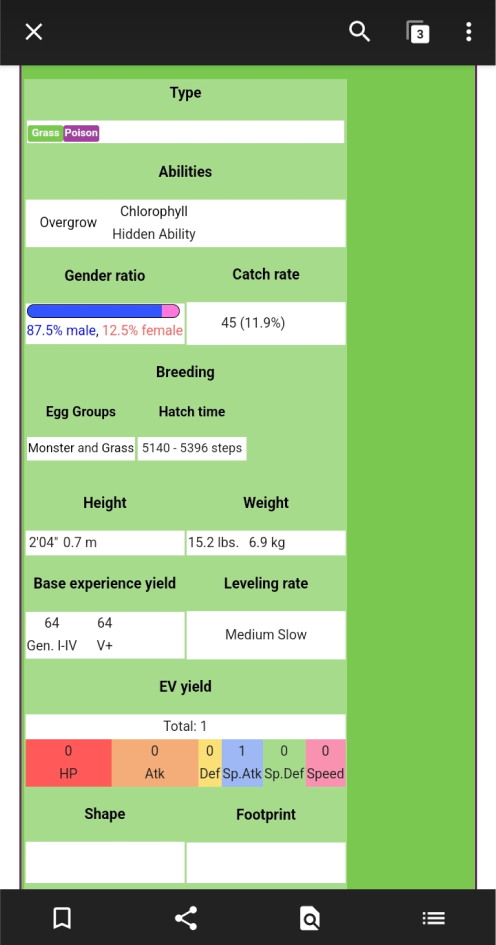 3
Type
Grass Poison
Abilities
Overgrow
Chlorophyll
Hidden Ability
Gender ratio
Catch rate
87.5% male, 12.5% female
45 (11.9%)
Breeding
Egg Groups
Hatch time
Monster and Grass
5140 - 5396 steps
Height
Weight
2'04" 0.7 m
15.2 lbs. 6.9 kg
Base experience yield
Leveling rate
64 64
Gen. I-IV V+
Medium Slow
EV yield
Total: 1
0 0 0 1 0 0
HP Atk Def Sp.Atk Sp.Def Speed
Shape
Footprint